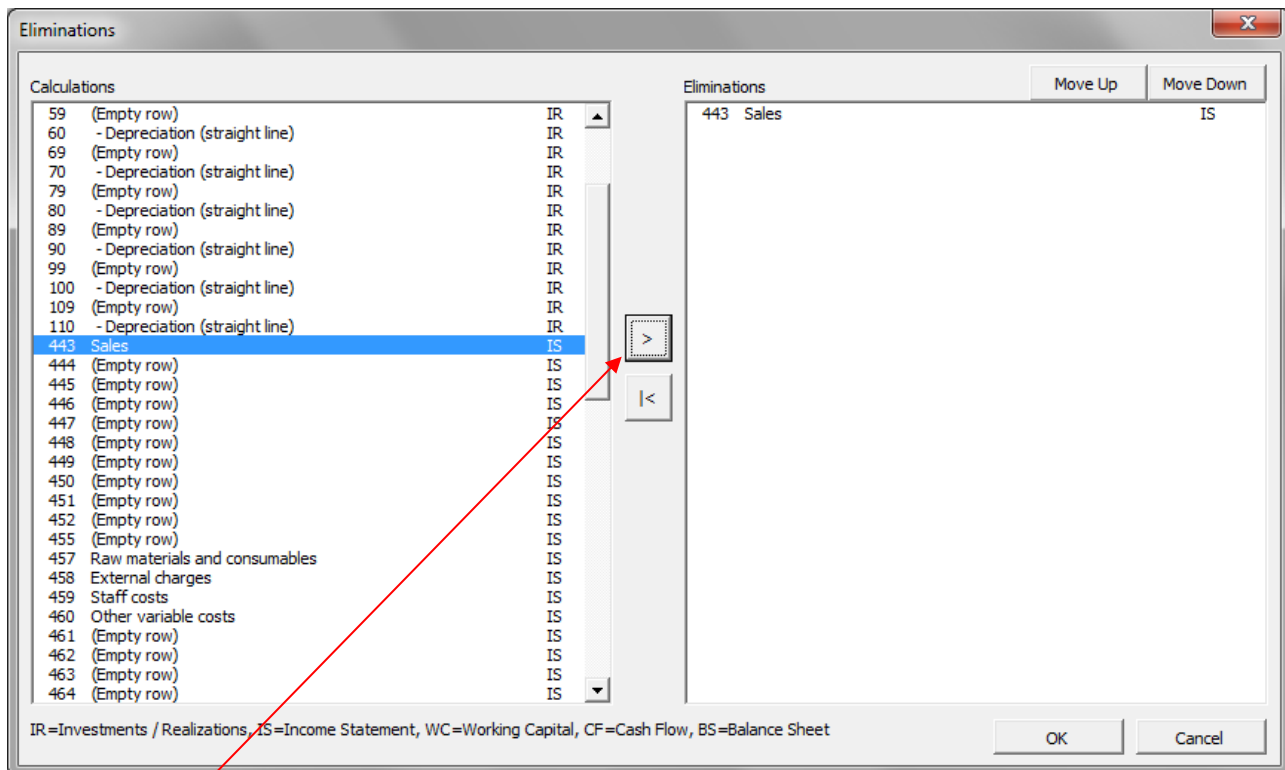 Eliminations
X
Calculations
Eliminations
Move Up
Move Down
59 (Empty row) IR
60 - Depreciation (straight line) IR
69 (Empty row) IR
70 - Depreciation (straight line) IR
79 (Empty row) IR
80 - Depreciation (straight line) IR
89 (Empty row) IR
90 - Depreciation (straight line) IR
99 (Empty row) IR
100 - Depreciation (straight line) IR
109 (Empty row) IR
110 - Depreciation (straight line) IR
443 Sales IS
444 (Empty row) IS
445 (Empty row) IS
446 (Empty row) IS
447 (Empty row) IS
448 (Empty row) IS
449 (Empty row) IS
450 (Empty row) IS
451 (Empty row) IS
452 (Empty row) IS
455 (Empty row) IS
457 Raw materials and consumables IS
458 External charges IS
459 Staff costs IS
460 Other variable costs IS
461 (Empty row) IS
462 (Empty row) IS
463 (Empty row) IS
464 (Empty row) IS
>
|<
443 Sales IS
IR=Investments / Realizations, IS=Income Statement, WC=Working Capital, CF=Cash Flow, BS=Balance Sheet
OK
Cancel